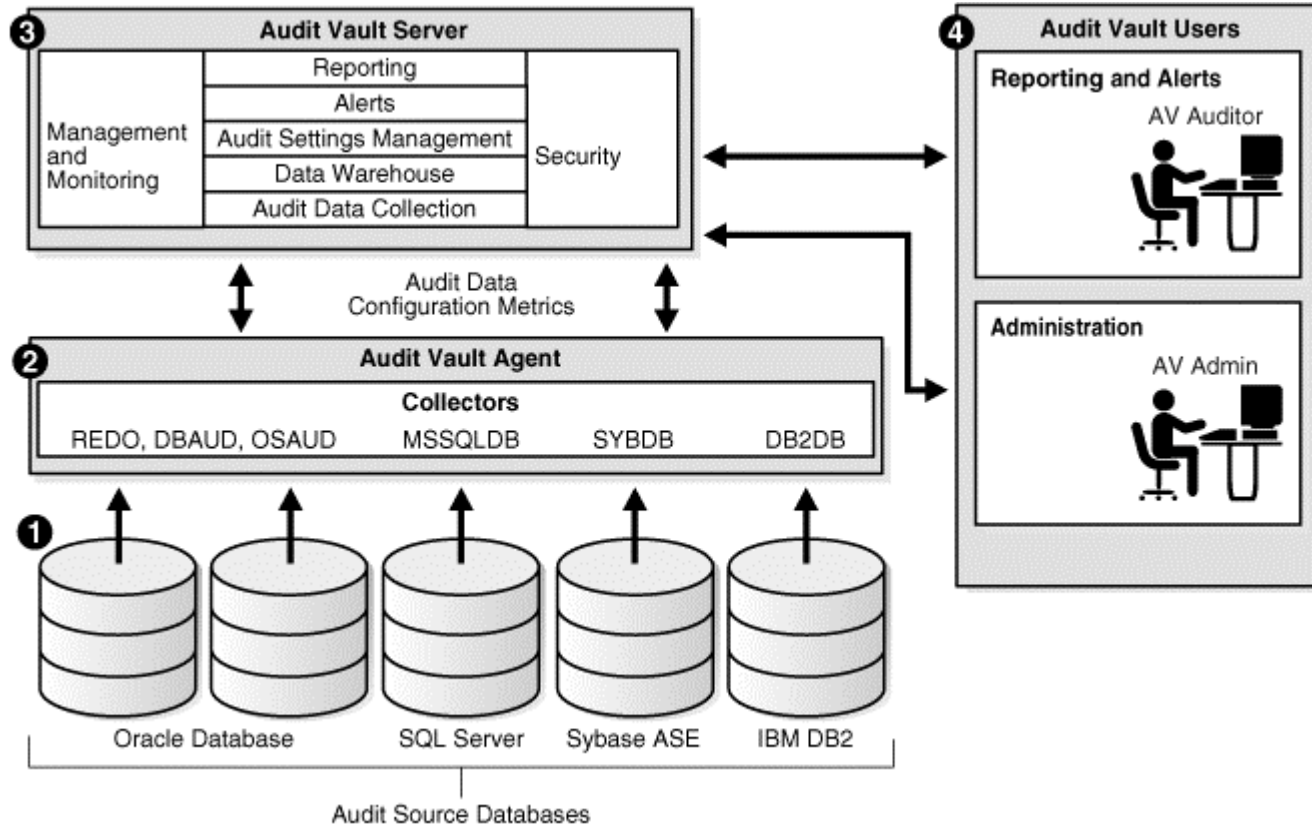 3
Audit Vault Server
Management
and
Monitoring
Reporting
Alerts
Audit Settings Management
Data Warehouse
Audit Data Collection
Security
Audit Data
Configuration Metrics
2
Audit Vault Agent
Collectors
REDO, DBAUD, OSAUD MSSQLDB SYBDB DB2DB
1
Oracle Database SQL Server Sybase ASE IBM DB2
Audit Source Databases
4
Audit Vault Users
Reporting and Alerts
AV Auditor
Administration
AV Admin